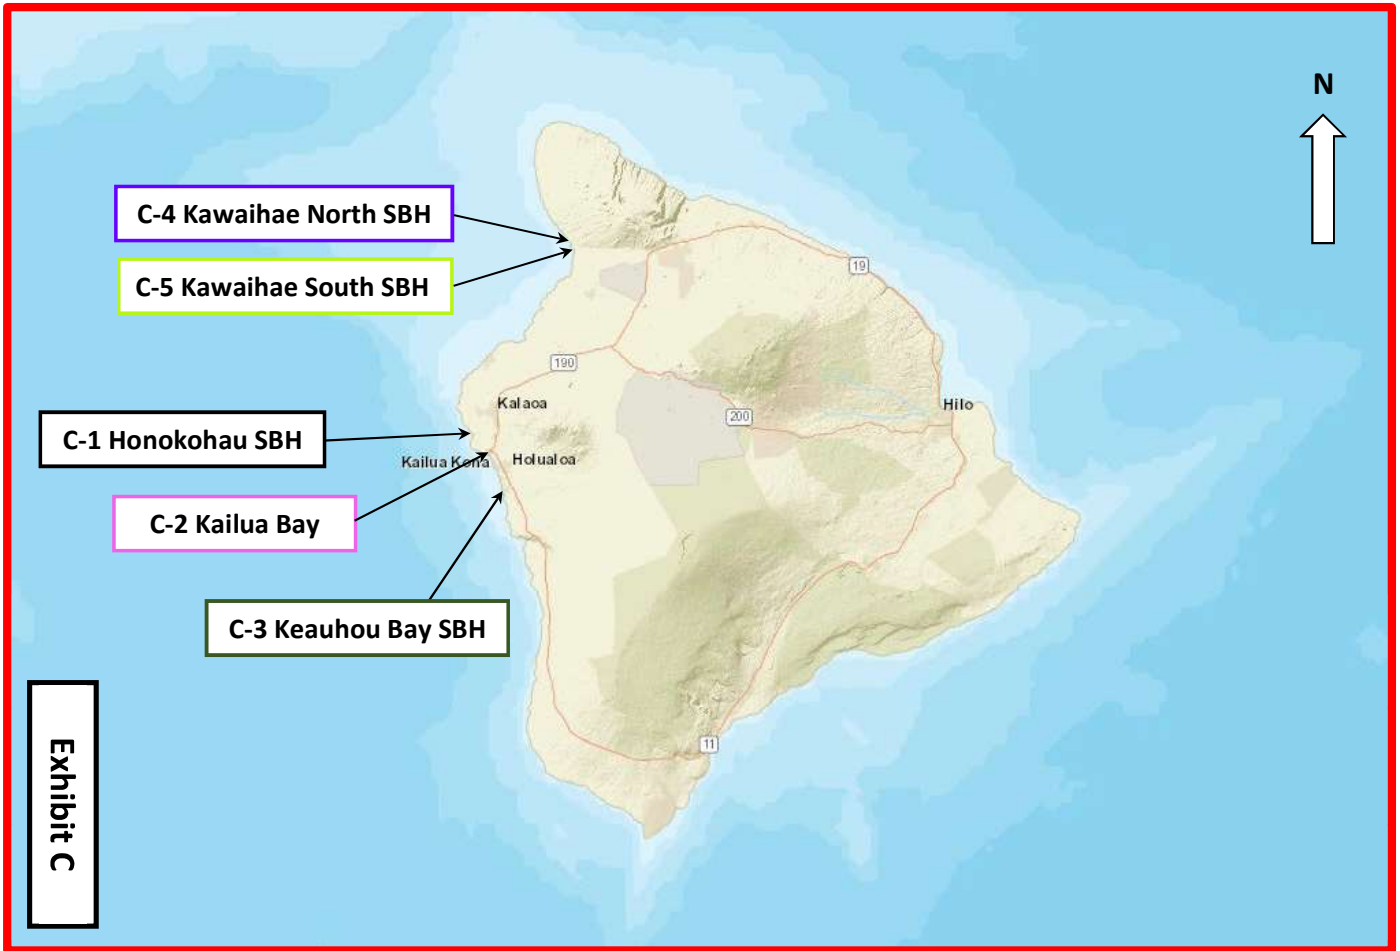 N
C-4 Kawaihae North SBH
C-5 Kawaihae South SBH
19
190
Kalaoa
200
Hilo
C-1 Honokohau SBH
Kailua Kona
Holualoa
C-2 Kailua Bay
C-3 Keauhou Bay SBH
11
Exhibit C